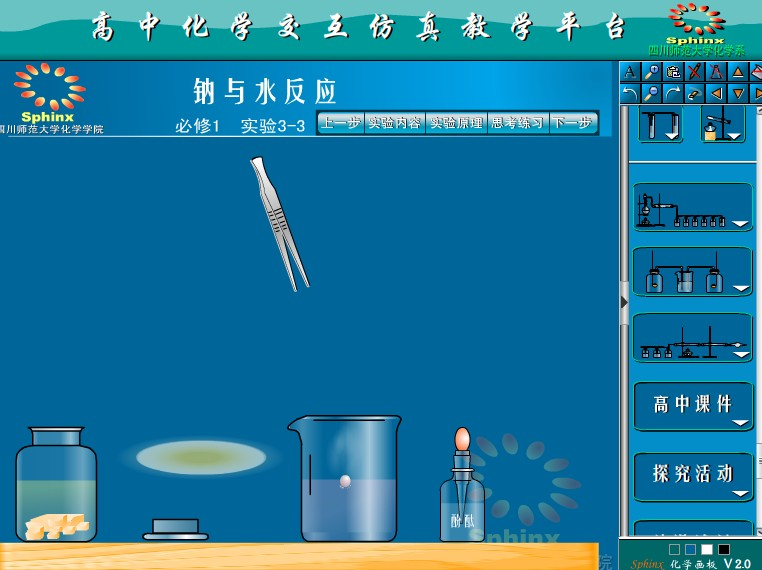 高中化学交互仿真教学平台
Sphinx
四川师范大学化学系
Sphinx
四川师范大学化学学院
钠与水反应
必修1 实验3-3
上一步 实验内容 实验原理 思考练习 下一步
A
高中课件
探究活动
酚酞
Sphinx
院
Sphinx 化学画板 V 2.0